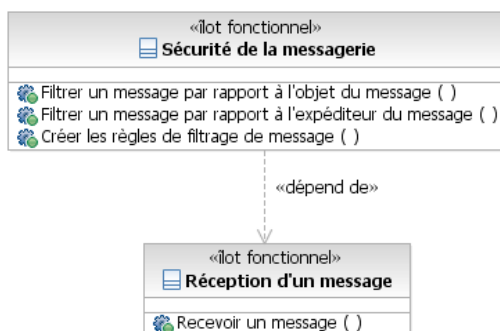 «îlot fonctionnel»
Sécurité de la messagerie
Filtrer un message par rapport à l'objet du message ( )
Filtrer un message par rapport à l'expéditeur du message ( )
Créer les règles de filtrage de message ( )
«dépend de»
«îlot fonctionnel»
Réception d'un message
Recevoir un message ( )